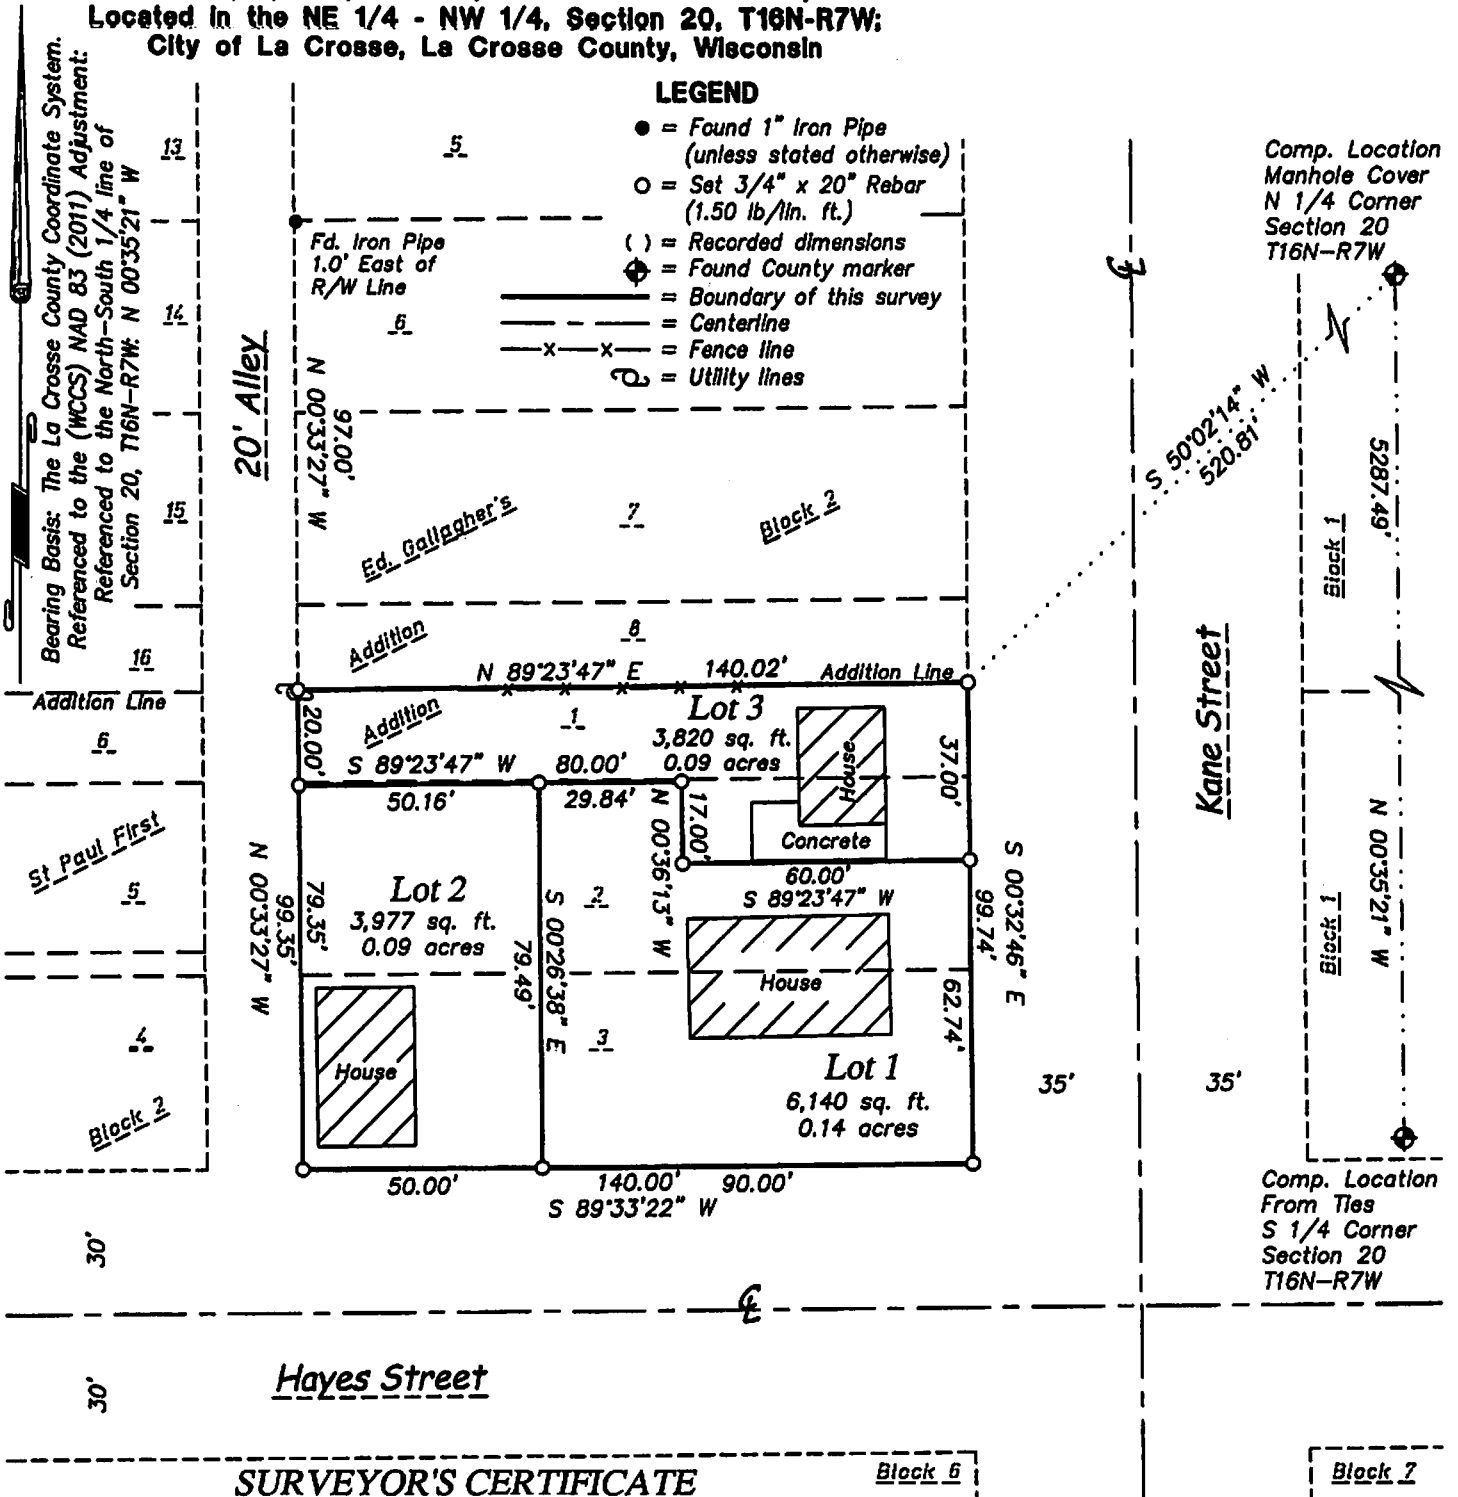 Located in the NE 1/4 - NW 1/4, Section 20, T16N-R7W;
City of La Crosse, La Crosse County, Wisconsin
Bearing Basis: The La Crosse County Coordinate System.
Referenced to the (WCCS) NAD 83 (2011) Adjustment:
Referenced to the North-South 1/4 line of
Section 20, T16N-R7W: N 00°35'21" W
LEGEND
● = Found 1" Iron Pipe
(unless stated otherwise)
O = Set 3/4" x 20" Rebar
(1.50 lb/lin. ft.)
( ) = Recorded dimensions
= Found County marker
= Boundary of this survey
= Centerline
—x—x— = Fence line
= Utility lines
Comp. Location
Manhole Cover
N 1/4 Corner
Section 20
T16N-R7W
13
14
15
16
5
Fd. Iron Pipe
1.0' East of
R/W Line
6
20' Alley
N 00°33'27" W
97.00'
S 50°02'14" W
520.81'
5287.49'
Block 1
Ed. Gallagher's
7
Block 2
Addition
8
N 89°23'47" E
140.02'
Addition Line
Addition Line
Kane Street
20.00'
Addition
1
Lot 3
3,820 sq. ft.
0.09 acres
House
37.00'
6
S 89°23'47" W
80.00'
50.16'
29.84'
N 00°36'13" W
17.00'
Concrete
60.00'
S 89°23'47" W
St Paul First
5
N 00°33'27" W
99.35'
79.35'
Lot 2
3,977 sq. ft.
0.09 acres
79.49'
S 00°26'38" E
2
House
99.74'
S 00°32'46" E
62.74'
N 00°35'21" W
Block 1
4
Block 2
House
3
Lot 1
6,140 sq. ft.
0.14 acres
35'
35'
50.00'
140.00'
90.00'
S 89°33'22" W
Comp. Location
From Ties
S 1/4 Corner
Section 20
T16N-R7W
30'
Hayes Street
30'
SURVEYOR'S CERTIFICATE
Block 6
Block 7